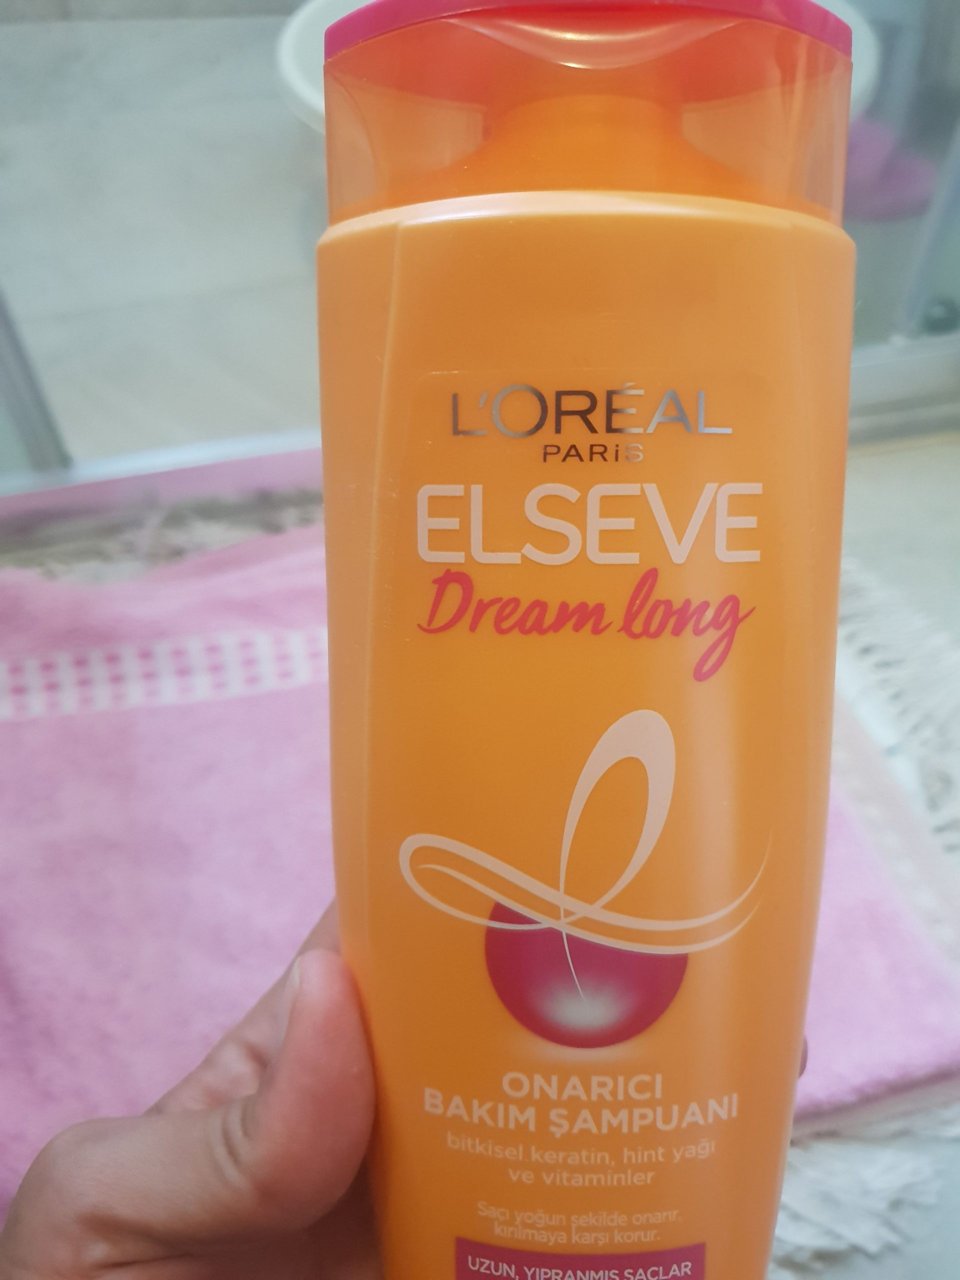 L'ORÉAL
PARiS
ELSEVE
Dream long
ONARICI
BAKIM ŞAMPUANI
bitkisel keratin, hint yağı
ve vitaminler
Saçı yoğun şekilde onarır,
kırılmaya karşı korur.
UZUN, YIPRANMIŞ SAÇLAR